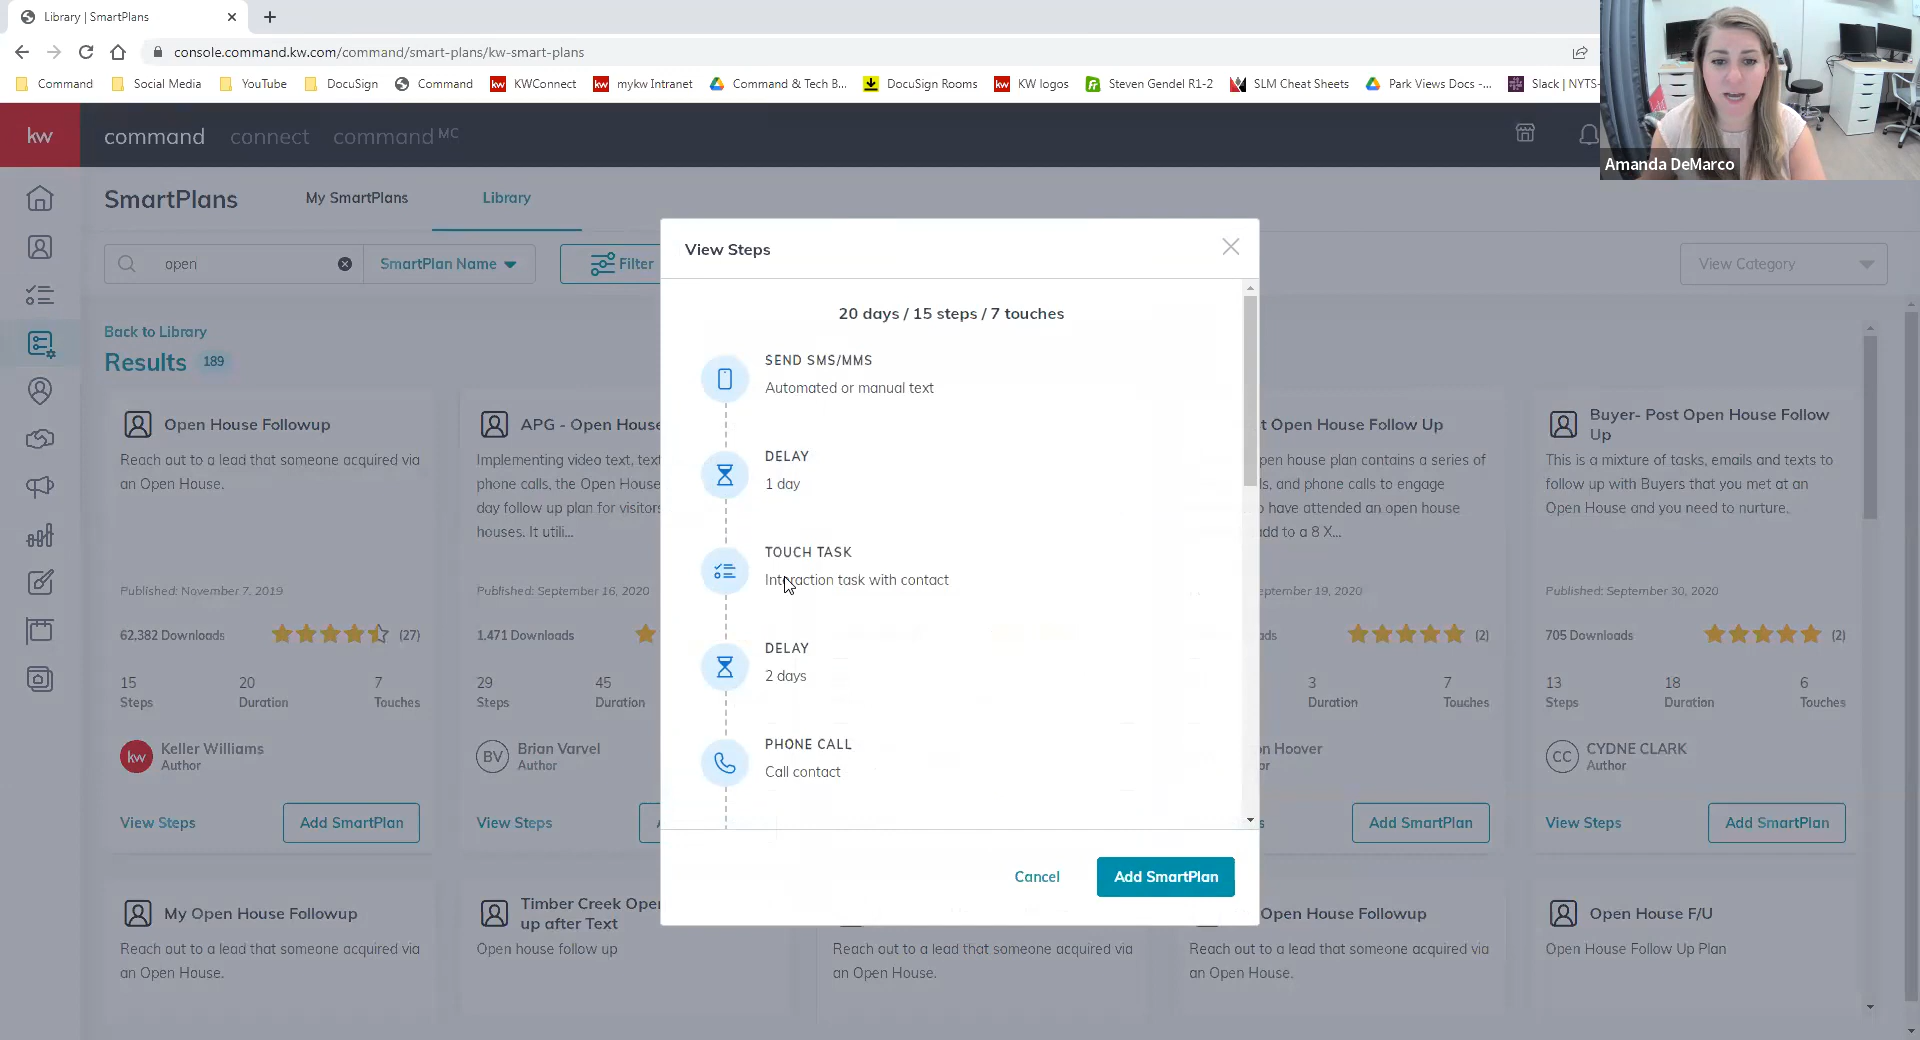 Library | SmartPlans
console.command.kw.com/command/smart-plans/kw-smart-plans
Command
Social Media
YouTube
DocuSign
Command
kw
KWConnect
kw
mykw Intranet
Command & Tech B...
DocuSign Rooms
kw
KW logos
Steven Gendel R1-2
SLM Cheat Sheets
Park Views Docs -...
Slack | NYTS-
Amanda DeMarco
kw
command
connect
command MC
SmartPlans
My SmartPlans
Library
open
SmartPlan Name
Filter
View Category
Back to Library
Results 189
Open House Followup
Reach out to a lead that someone acquired via
an Open House.
Published: November 7, 2019
62,382 Downloads
(27)
15
Steps
20
Duration
7
Touches
kw
Keller Williams
Author
View Steps
Add SmartPlan
APG - Open House
Implementing video text, text
phone calls, the Open House
day follow up plan for visitors
houses. It utili...
Published: September 16, 2020
1,471 Downloads
29
Steps
45
Duration
BV
Brian Varvel
Author
View Steps
View Steps
20 days / 15 steps / 7 touches
SEND SMS/MMS
Automated or manual text
DELAY
1 day
TOUCH TASK
Interaction task with contact
DELAY
2 days
PHONE CALL
Call contact
Cancel
Add SmartPlan
t Open House Follow Up
pen house plan contains a series of
ls, and phone calls to engage
o have attended an open house
add to a 8 X...
eptember 19, 2020
ads
(2)
3
Duration
7
Touches
on Hoover
or
Add SmartPlan
Buyer- Post Open House Follow
Up
This is a mixture of tasks, emails and texts to
follow up with Buyers that you met at an
Open House and you need to nurture.
Published: September 30, 2020
705 Downloads
(2)
13
Steps
18
Duration
6
Touches
CC
CYDNE CLARK
Author
View Steps
Add SmartPlan
My Open House Followup
Reach out to a lead that someone acquired via
an Open House.
Timber Creek Open
up after Text
Open house follow up
Reach out to a lead that someone acquired via
an Open House.
Open House Followup
Reach out to a lead that someone acquired via
an Open House.
Open House F/U
Open House Follow Up Plan